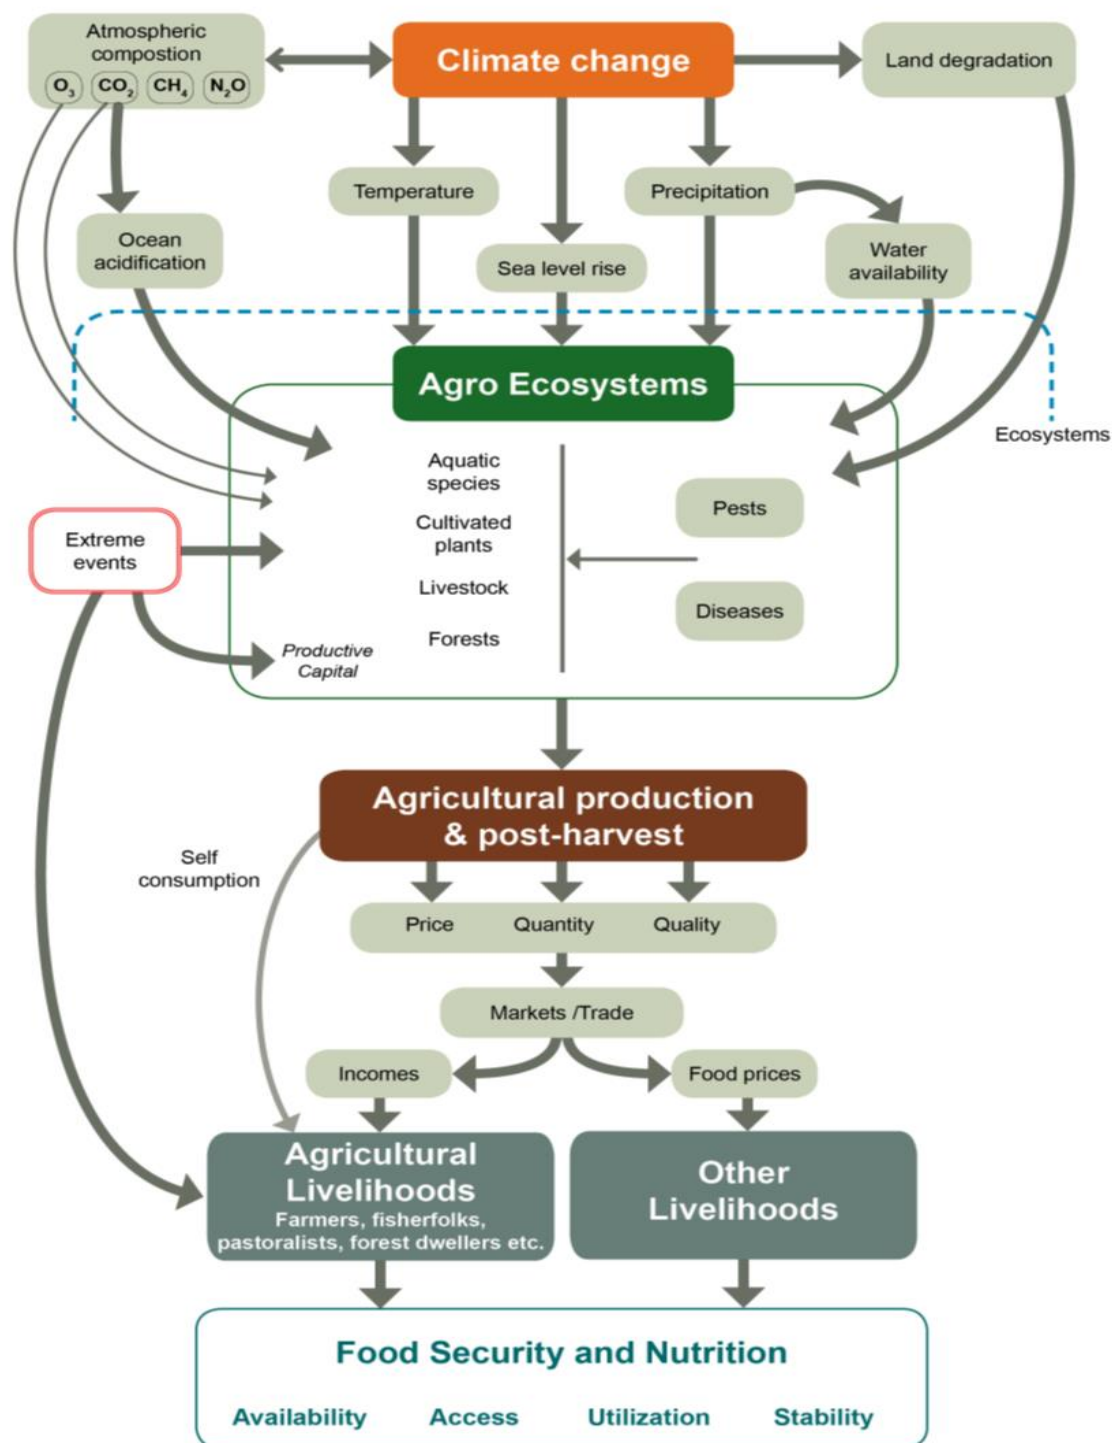 Atmospheric
compostion
O₃ CO₂ CH₄ N₂O
Climate change
Land degradation
Temperature
Precipitation
Ocean
acidification
Sea level rise
Water
availability
Agro Ecosystems
Ecosystems
Aquatic
species
Cultivated
plants
Livestock
Forests
Pests
Diseases
Extreme
events
Productive
Capital
Agricultural production
& post-harvest
Self
consumption
Price Quantity Quality
Markets /Trade
Incomes
Food prices
Agricultural
Livelihoods
Farmers, fisherfolks,
pastoralists, forest dwellers etc.
Other
Livelihoods
Food Security and Nutrition
Availability Access Utilization Stability